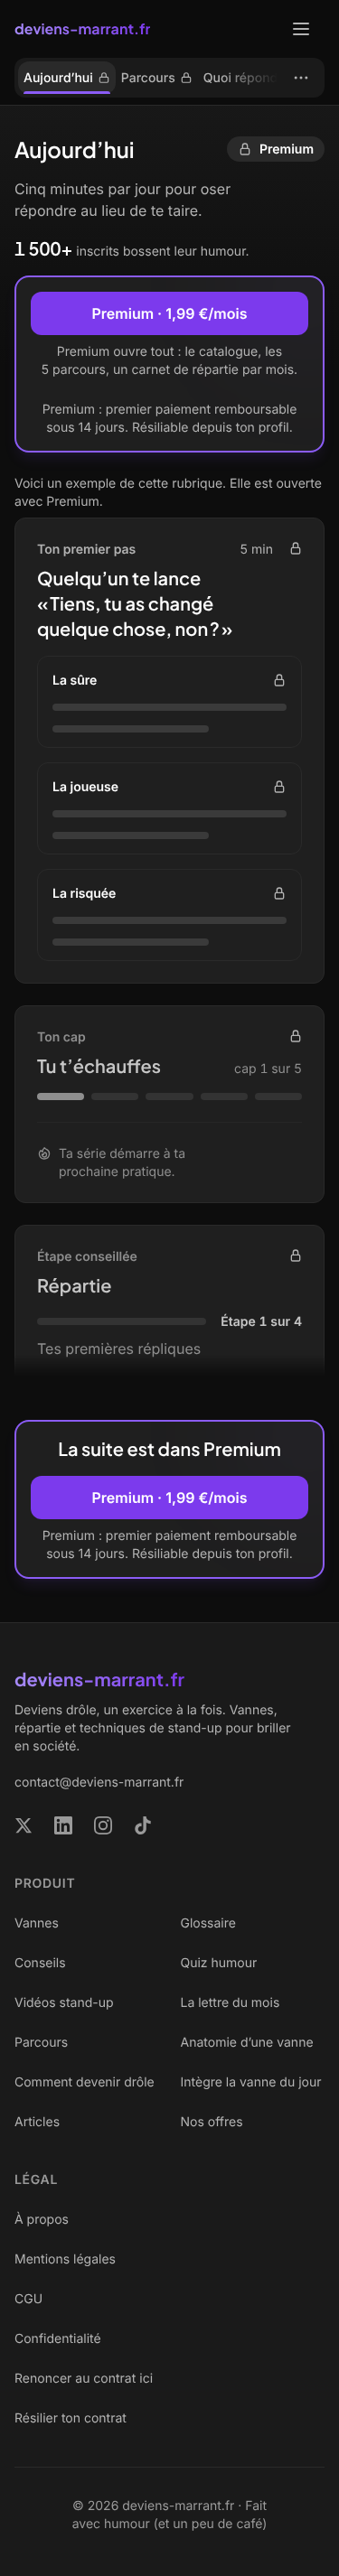 deviens-marrant.fr
Aujourd’hui Parcours Quoi répond
Aujourd’hui
Premium
Cinq minutes par jour pour oser
répondre au lieu de te taire.
1 500+ inscrits bossent leur humour.
Premium · 1,99 €/mois
Premium ouvre tout : le catalogue, les
5 parcours, un carnet de répartie par mois.
Premium : premier paiement remboursable
sous 14 jours. Résiliable depuis ton profil.
Voici un exemple de cette rubrique. Elle est ouverte
avec Premium.
Ton premier pas 5 min
Quelqu’un te lance
« Tiens, tu as changé
quelque chose, non ? »
La sûre
La joueuse
La risquée
Ton cap
Tu t’échauffes cap 1 sur 5
Ta série démarre à ta
prochaine pratique.
Étape conseillée
Répartie
Étape 1 sur 4
Tes premières répliques
La suite est dans Premium
Premium · 1,99 €/mois
Premium : premier paiement remboursable
sous 14 jours. Résiliable depuis ton profil.
deviens-marrant.fr
Deviens drôle, un exercice à la fois. Vannes,
répartie et techniques de stand-up pour briller
en société.
contact@deviens-marrant.fr
PRODUIT
Vannes Glossaire
Conseils Quiz humour
Vidéos stand-up La lettre du mois
Parcours Anatomie d’une vanne
Comment devenir drôle Intègre la vanne du jour
Articles Nos offres
LÉGAL
À propos
Mentions légales
CGU
Confidentialité
Renoncer au contrat ici
Résilier ton contrat
© 2026 deviens-marrant.fr · Fait
avec humour (et un peu de café)